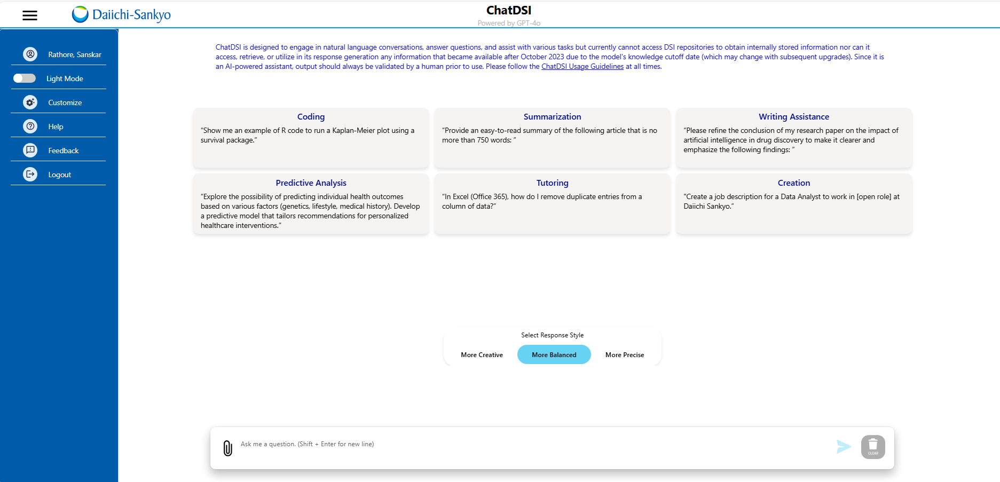 Daiichi-Sankyo
ChatDSI
Powered by GPT-4o
Rathore, Sanskar
Light Mode
Customize
Help
Feedback
Logout
ChatDSI is designed to engage in natural language conversations, answer questions, and assist with various tasks but currently cannot access DSI repositories to obtain internally stored information nor can it
access, retrieve, or utilize in its response generation any information that became available after October 2023 due to the model's knowledge cutoff date (which may change with subsequent upgrades). Since it is
an AI-powered assistant, output should always be validated by a human prior to use. Please follow the ChatDSI Usage Guidelines at all times.
Coding
“Show me an example of R code to run a Kaplan-Meier plot using a
survival package.”
Summarization
“Provide an easy-to-read summary of the following article that is no
more than 750 words: ”
Writing Assistance
“Please refine the conclusion of my research paper on the impact of
artificial intelligence in drug discovery to make it clearer and
emphasize the following findings: ”
Predictive Analysis
“Explore the possibility of predicting individual health outcomes
based on various factors (genetics, lifestyle, medical history). Develop
a predictive model that tailors recommendations for personalized
healthcare interventions.”
Tutoring
“In Excel (Office 365), how do I remove duplicate entries from a
column of data?”
Creation
"Create a job description for a Data Analyst to work in [open role] at
Daiichi Sankyo.”
Select Response Style
More Creative
More Balanced
More Precise
Ask me a question. (Shift + Enter for new line)
CLEAR